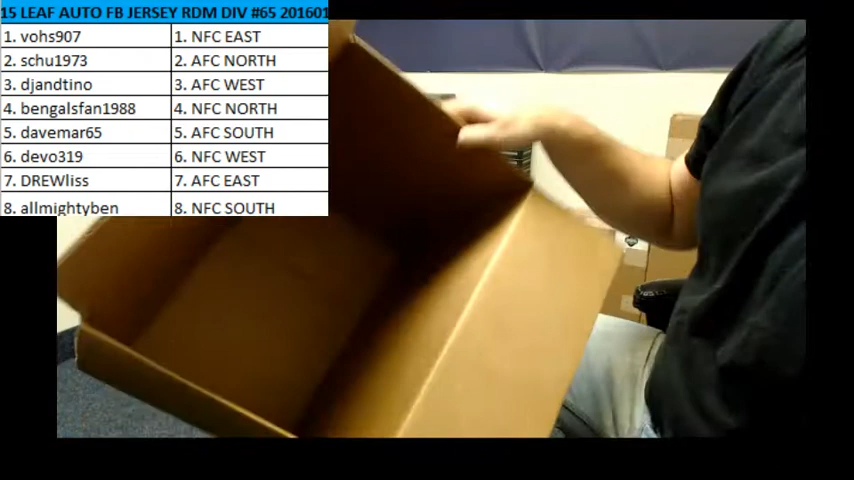 15 LEAF AUTO FB JERSEY RDM DIV #65 201601
1. vohs907 1. NFC EAST
2. schu1973 2. AFC NORTH
3. djandtino 3. AFC WEST
4. bengalsfan1988 4. NFC NORTH
5. davemar65 5. AFC SOUTH
6. devo319 6. NFC WEST
7. DREWliss 7. AFC EAST
8. allmightyben 8. NFC SOUTH